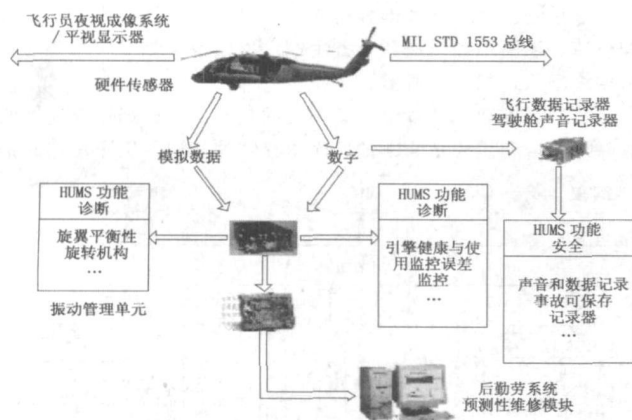 飞行员夜视成像系统
/ 平视显示器
MIL STD 1553 总线
硬件传感器
飞行数据记录器
驾驶舱声音记录器
模拟数据
数字
HUMS 功能
诊断
旋翼平衡性
旋转机构
…
振动管理单元
HUMS 功能
诊断
引擎健康与使
用监控误差
监控
…
HUMS 功能
安全
声音和数据记录
事故可保存
记录器
…
后勤劳系统
预测性维修模块